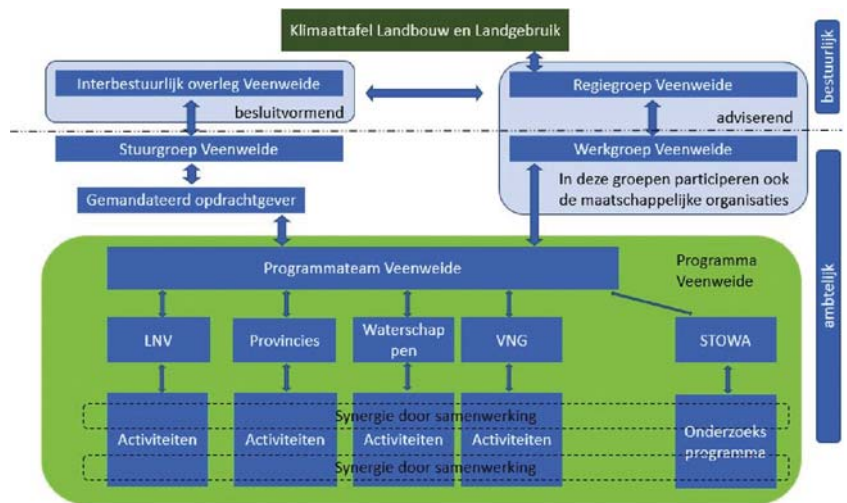 Klimaattafel Landbouw en Landgebruik
Interbestuurlijk overleg Veenweide
besluitvormend
Regiegroep Veenweide
adviserend
bestuurlijk
Stuurgroep Veenweide
Werkgroep Veenweide
Gemandateerd opdrachtgever
In deze groepen participeren ook
de maatschappelijke organisaties
ambtelijk
Programmateam Veenweide
Programma
Veenweide
LNV
Provincies
Waterschap
pen
VNG
STOWA
Synergie door samenwerking
Activiteiten
Activiteiten
Activiteiten
Activiteiten
Onderzoeks
programma
Synergie door samenwerking